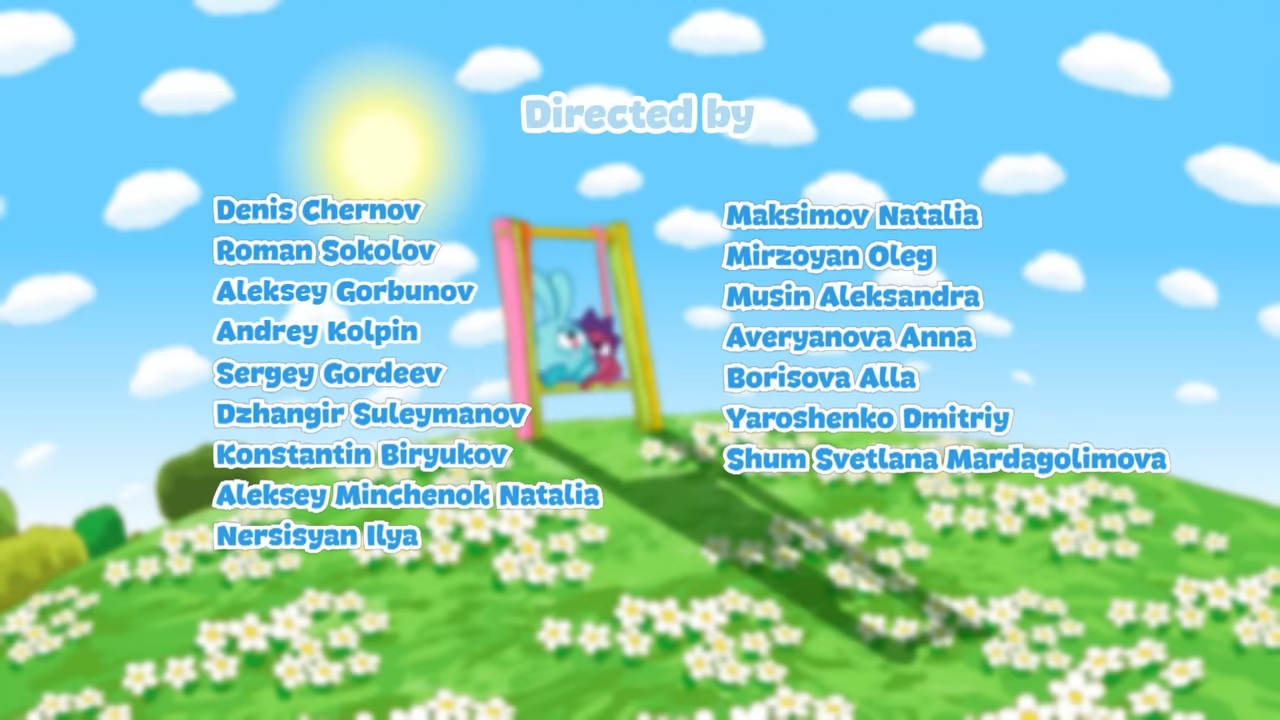 Directed by
Denis Chernov
Roman Sokolov
Aleksey Gorbunov
Andrey Kolpin
Sergey Gordeev
Dzhangir Suleymanov
Konstantin Biryukov
Aleksey Minchenok Natalia
Nersisyan Ilya
Maksimov Natalia
Mirzoyan Oleg
Musin Aleksandra
Averyanova Anna
Borisova Alla
Yaroshenko Dmitriy
Shum Svetlana Mardagolimova